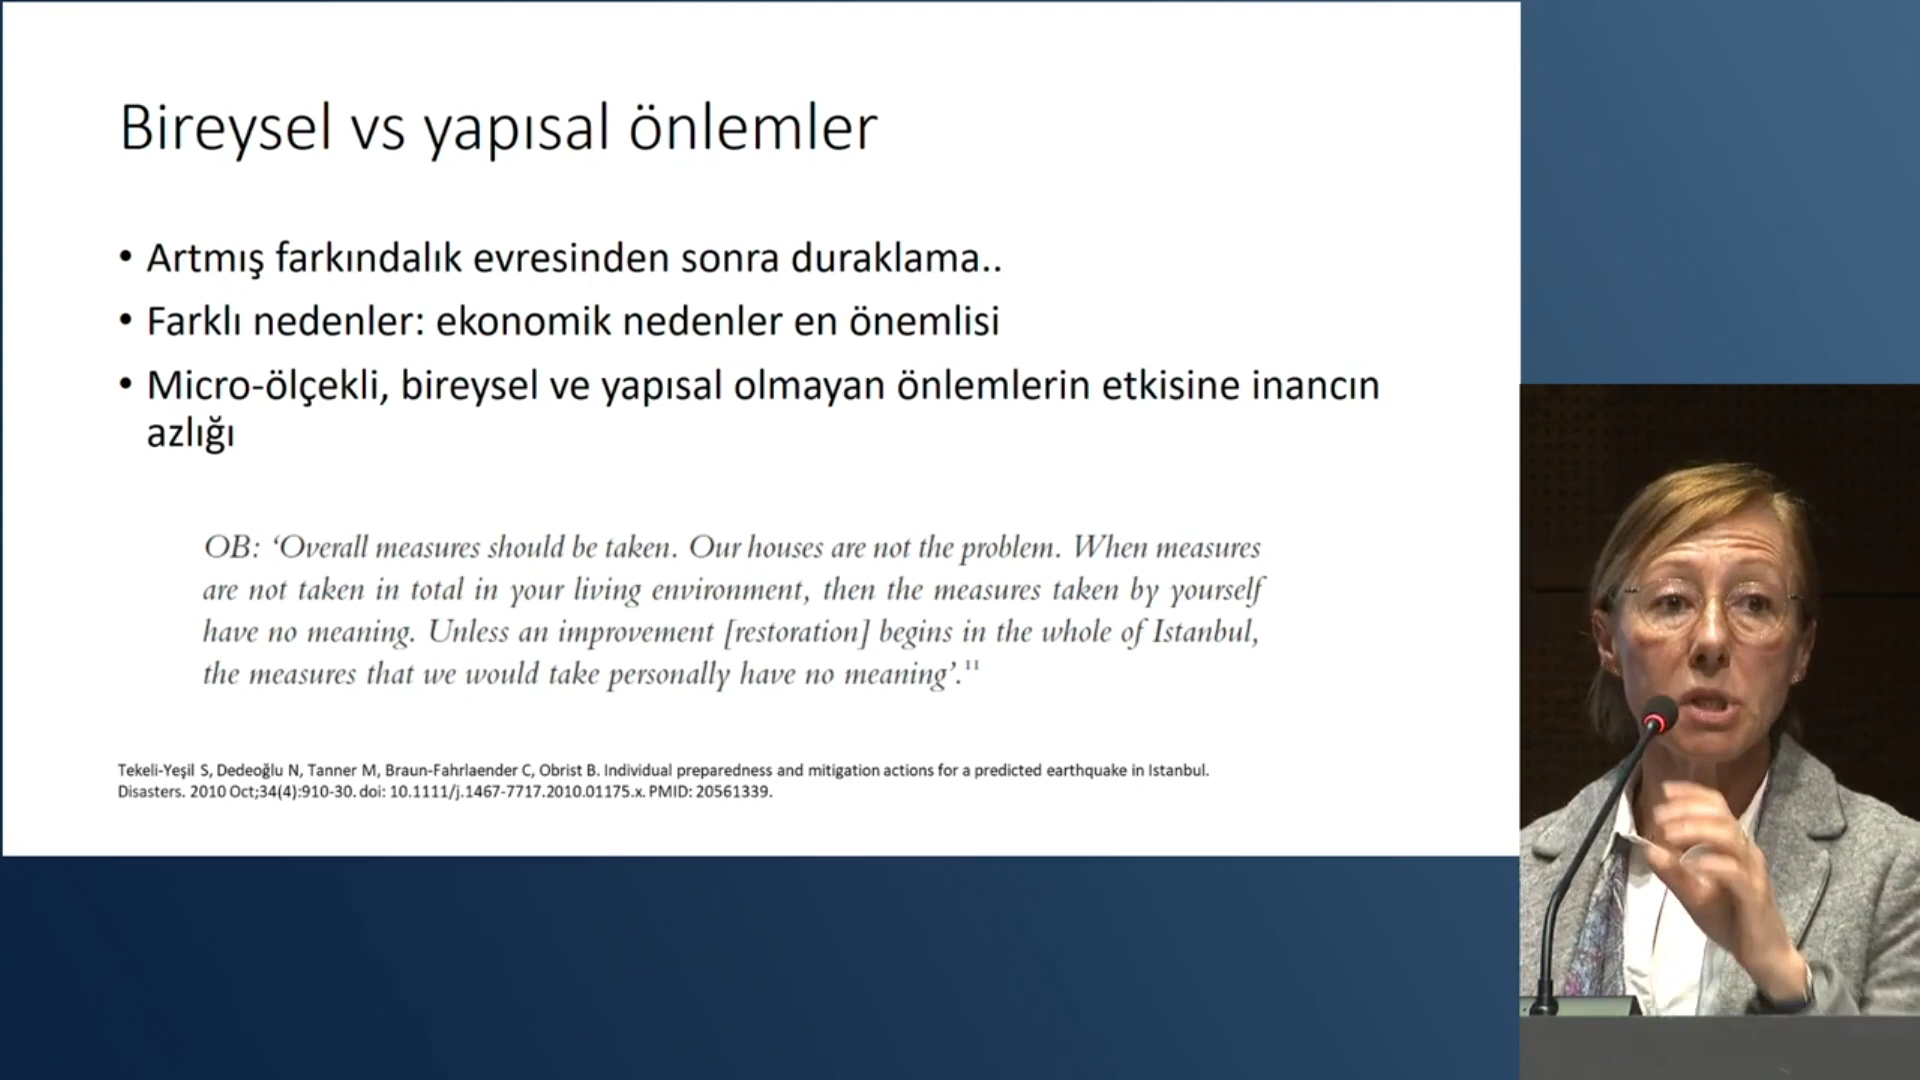 Bireysel vs yapısal önlemler
• Artmış farkındalık evresinden sonra duraklama..
• Farklı nedenler: ekonomik nedenler en önemlisi
• Micro-ölçekli, bireysel ve yapısal olmayan önlemlerin etkisine inancın
azlığı
OB: ‘Overall measures should be taken. Our houses are not the problem. When measures
are not taken in total in your living environment, then the measures taken by yourself
have no meaning. Unless an improvement [restoration] begins in the whole of Istanbul,
the measures that we would take personally have no meaning’.¹¹
Tekeli-Yeşil S, Dedeoğlu N, Tanner M, Braun-Fahrlaender C, Obrist B. Individual preparedness and mitigation actions for a predicted earthquake in Istanbul.
Disasters. 2010 Oct;34(4):910-30. doi: 10.1111/j.1467-7717.2010.01175.x. PMID: 20561339.